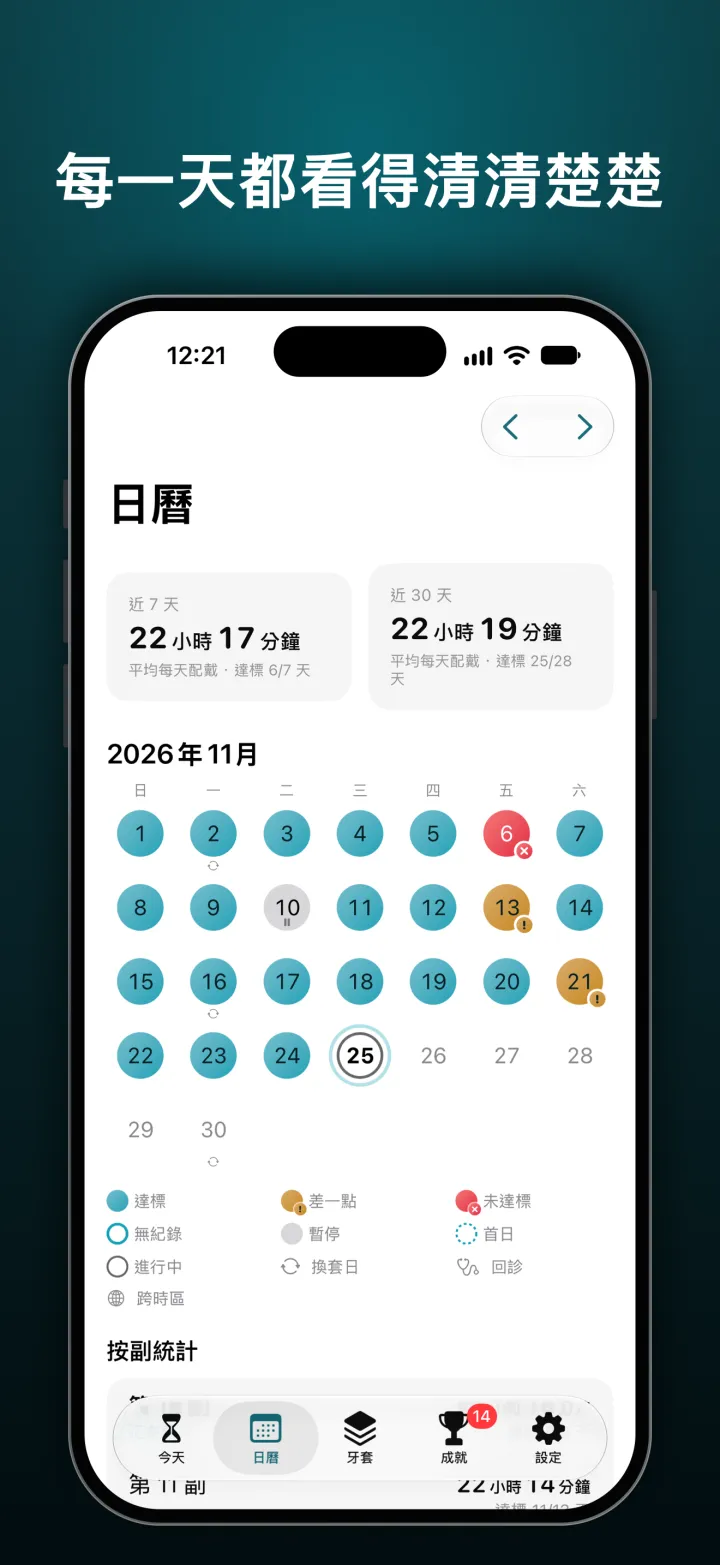 每一天都看得清清楚楚
12:21
日曆
近 7 天
22 小時 17 分鐘
平均每天配戴 · 達標 6/7 天
近 30 天
22 小時 19 分鐘
平均每天配戴 · 達標 25/28
天
2026 年 11月
日 一 二 三 四 五 六
1 2 3 4 5 6 7
8 9 10 11 12 13 14
15 16 17 18 19 20 21
22 23 24 25 26 27 28
29 30
達標 差一點 未達標
無紀錄 暫停 首日
進行中 換套日 回診
跨時區
按副統計
14
今天 日曆 牙套 成就 設定
第 11 副 22 小時 14 分鐘